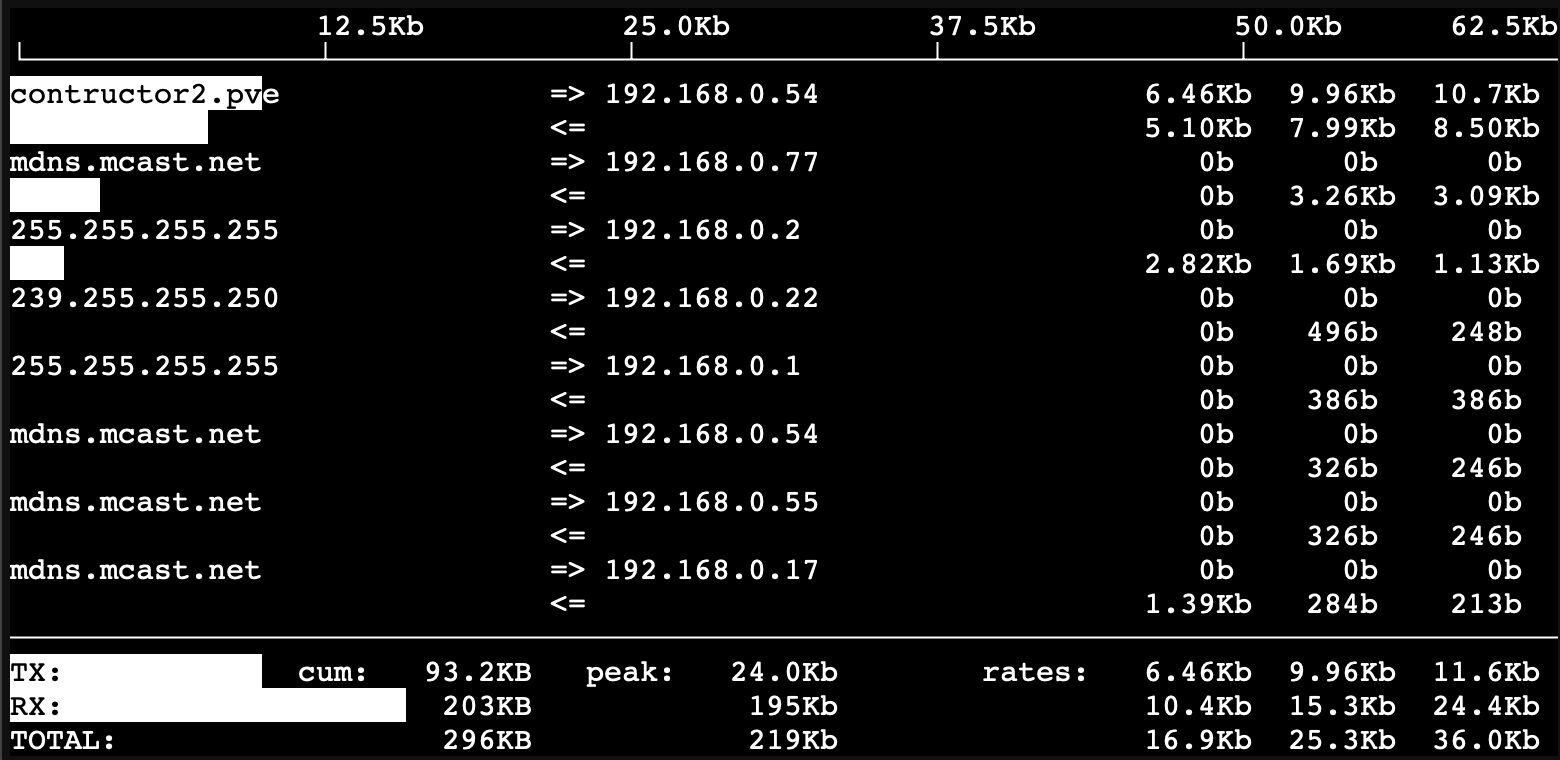 12.5Kb 25.0Kb 37.5Kb 50.0Kb 62.5Kb
contructor2.pve => 192.168.0.54 6.46Kb 9.96Kb 10.7Kb
<= 5.10Kb 7.99Kb 8.50Kb
mdns.mcast.net => 192.168.0.77 0b 0b 0b
<= 0b 3.26Kb 3.09Kb
255.255.255.255 => 192.168.0.2 0b 0b 0b
<= 2.82Kb 1.69Kb 1.13Kb
239.255.255.250 => 192.168.0.22 0b 0b 0b
<= 0b 496b 248b
255.255.255.255 => 192.168.0.1 0b 0b 0b
<= 0b 386b 386b
mdns.mcast.net => 192.168.0.54 0b 0b 0b
<= 0b 326b 246b
mdns.mcast.net => 192.168.0.55 0b 0b 0b
<= 0b 326b 246b
mdns.mcast.net => 192.168.0.17 0b 0b 0b
<= 1.39Kb 284b 213b
TX: cum: 93.2KB peak: 24.0Kb rates: 6.46Kb 9.96Kb 11.6Kb
RX: 203KB 195Kb 10.4Kb 15.3Kb 24.4Kb
TOTAL: 296KB 219Kb 16.9Kb 25.3Kb 36.0Kb